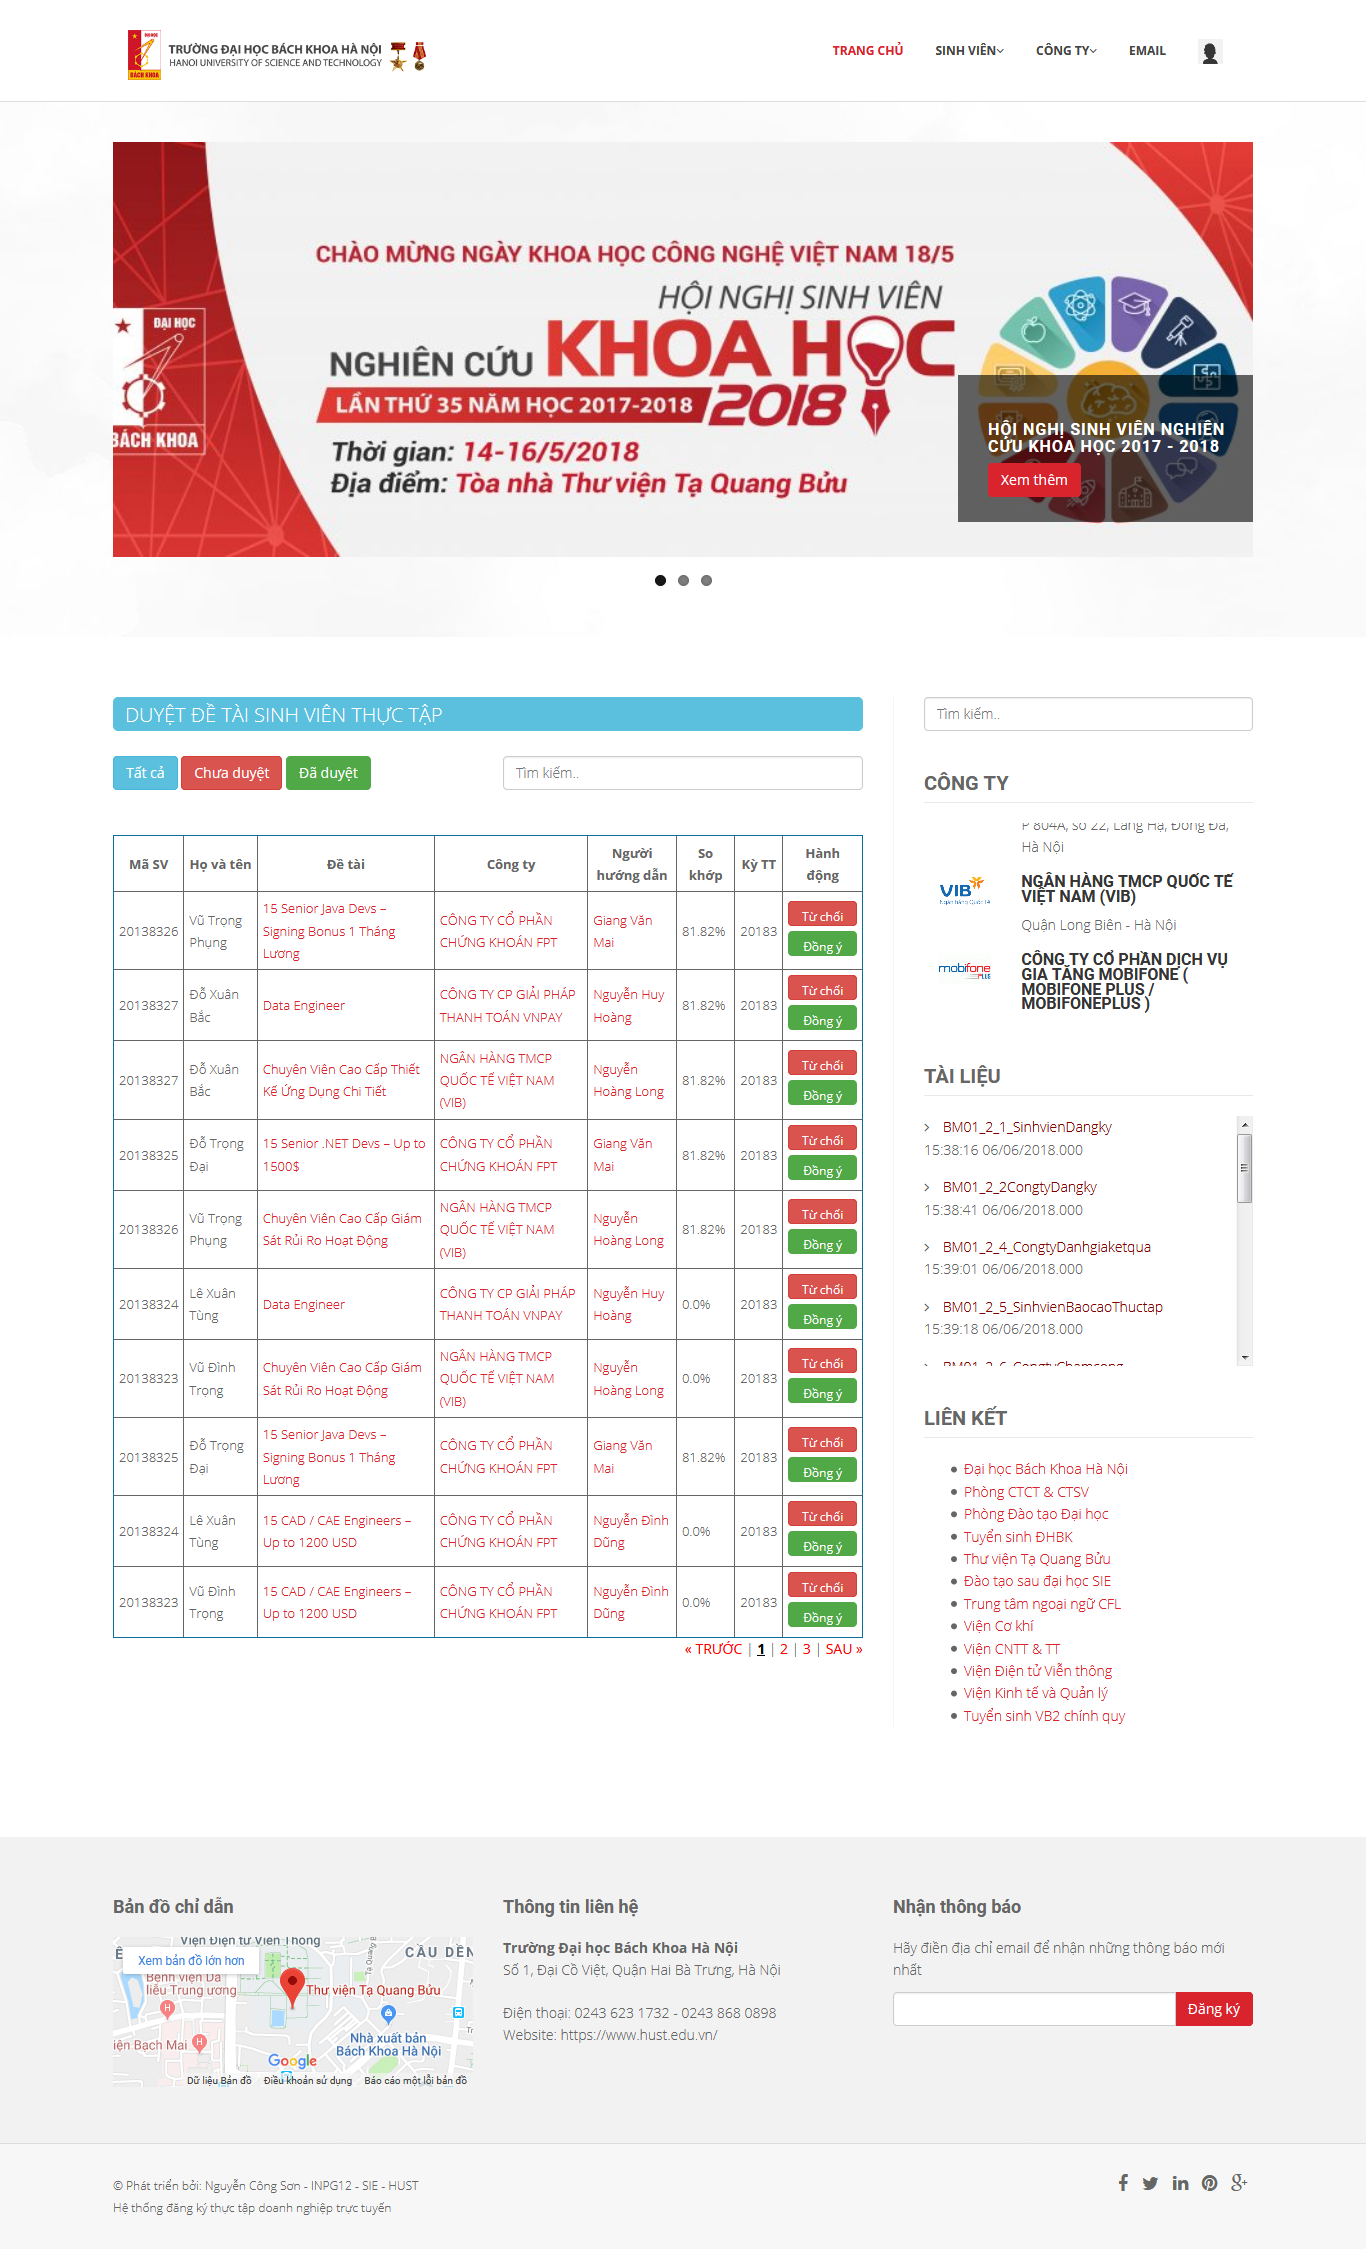 TRƯỜNG ĐẠI HỌC BÁCH KHOA HÀ NỘI
HANOI UNIVERSITY OF SCIENCE AND TECHNOLOGY
BÁCH KHOA
TRANG CHỦ
SINH VIÊN
CÔNG TY
EMAIL
CHÀO MỪNG NGÀY KHOA HỌC CÔNG NGHỆ VIỆT NAM 18/5
HỘI NGHỊ SINH VIÊN
NGHIÊN CỨU KHOA HỌC
LẦN THỨ 35 NĂM HỌC 2017-2018
2018
Thời gian: 14-16/5/2018
Địa điểm: Tòa nhà Thư viện Tạ Quang Bửu
ĐẠI HỌC
BÁCH KHOA
HỘI NGHỊ SINH VIÊN NGHIÊN
CỨU KHOA HỌC 2017 - 2018
Xem thêm
DUYỆT ĐỀ TÀI SINH VIÊN THỰC TẬP
Tất cả
Chưa duyệt
Đã duyệt
Tìm kiếm..
Mã SV Họ và tên Đề tài Công ty Người hướng dẫn So khớp Kỳ TT Hành động
20138326 Vũ Trọng Phụng 15 Senior Java Devs – Signing Bonus 1 Tháng Lương CÔNG TY CỔ PHẦN CHỨNG KHOÁN FPT Giang Văn Mai 81.82% 20183 Từ chối Đồng ý
20138327 Đỗ Xuân Bắc Data Engineer CÔNG TY CP GIẢI PHÁP THANH TOÁN VNPAY Nguyễn Huy Hoàng 81.82% 20183 Từ chối Đồng ý
20138327 Đỗ Xuân Bắc Chuyên Viên Cao Cấp Thiết Kế Ứng Dụng Chi Tiết NGÂN HÀNG TMCP QUỐC TẾ VIỆT NAM (VIB) Nguyễn Hoàng Long 81.82% 20183 Từ chối Đồng ý
20138325 Đỗ Trọng Đại 15 Senior .NET Devs – Up to 1500$ CÔNG TY CỔ PHẦN CHỨNG KHOÁN FPT Giang Văn Mai 81.82% 20183 Từ chối Đồng ý
20138326 Vũ Trọng Phụng Chuyên Viên Cao Cấp Giám Sát Rủi Ro Hoạt Động NGÂN HÀNG TMCP QUỐC TẾ VIỆT NAM (VIB) Nguyễn Hoàng Long 81.82% 20183 Từ chối Đồng ý
20138324 Lê Xuân Tùng Data Engineer CÔNG TY CP GIẢI PHÁP THANH TOÁN VNPAY Nguyễn Huy Hoàng 0.0% 20183 Từ chối Đồng ý
20138323 Vũ Đình Trọng Chuyên Viên Cao Cấp Giám Sát Rủi Ro Hoạt Động NGÂN HÀNG TMCP QUỐC TẾ VIỆT NAM (VIB) Nguyễn Hoàng Long 0.0% 20183 Từ chối Đồng ý
20138325 Đỗ Trọng Đại 15 Senior Java Devs – Signing Bonus 1 Tháng Lương CÔNG TY CỔ PHẦN CHỨNG KHOÁN FPT Giang Văn Mai 81.82% 20183 Từ chối Đồng ý
20138324 Lê Xuân Tùng 15 CAD / CAE Engineers – Up to 1200 USD CÔNG TY CỔ PHẦN CHỨNG KHOÁN FPT Nguyễn Đình Dũng 0.0% 20183 Từ chối Đồng ý
20138323 Vũ Đình Trọng 15 CAD / CAE Engineers – Up to 1200 USD CÔNG TY CỔ PHẦN CHỨNG KHOÁN FPT Nguyễn Đình Dũng 0.0% 20183 Từ chối Đồng ý
« TRƯỚC | 1 | 2 | 3 | SAU »
Tìm kiếm..
CÔNG TY
P 804A, số 22, Láng Hạ, Đống Đa,
Hà Nội
VIB
NGÂN HÀNG TMCP QUỐC TẾ
VIỆT NAM (VIB)
Quận Long Biên - Hà Nội
mobifone
PLUS
CÔNG TY CỔ PHẦN DỊCH VỤ
GIA TĂNG MOBIFONE (
MOBIFONE PLUS /
MOBIFONEPLUS )
TÀI LIỆU
BM01_2_1_SinhvienDangky
15:38:16 06/06/2018.000
BM01_2_2CongtyDangky
15:38:41 06/06/2018.000
BM01_2_4_CongtyDanhgiaketqua
15:39:01 06/06/2018.000
BM01_2_5_SinhvienBaocaoThuctap
15:39:18 06/06/2018.000
BM01_2_6_CongtyChamcong
LIÊN KẾT
Đại học Bách Khoa Hà Nội
Phòng CTCT & CTSV
Phòng Đào tạo Đại học
Tuyển sinh ĐHBK
Thư viện Tạ Quang Bửu
Đào tạo sau đại học SIE
Trung tâm ngoại ngữ CFL
Viện Cơ khí
Viện CNTT & TT
Viện Điện tử Viễn thông
Viện Kinh tế và Quản lý
Tuyển sinh VB2 chính quy
Bản đồ chỉ dẫn
Viện Điện tử Viễn Thông
Xem bản đồ lớn hơn
CẦU DỀN
Tạ Quang B
Bệnh viện Da
liễu Trung ương
Thư viện Tạ Quang Bửu
iện Bạch Mai
Nhà xuất bản
Bách Khoa Hà Nội
Google
Dữ liệu Bản đồ
Điều khoản sử dụng
Báo cáo một lỗi bản đồ
Thông tin liên hệ
Trường Đại học Bách Khoa Hà Nội
Số 1, Đại Cồ Việt, Quận Hai Bà Trưng, Hà Nội
Điện thoại: 0243 623 1732 - 0243 868 0898
Website: https://www.hust.edu.vn/
Nhận thông báo
Hãy điền địa chỉ email để nhận những thông báo mới
nhất
Đăng ký
© Phát triển bởi: Nguyễn Công Sơn - INPG12 - SIE - HUST
Hệ thống đăng ký thực tập doanh nghiệp trực tuyến